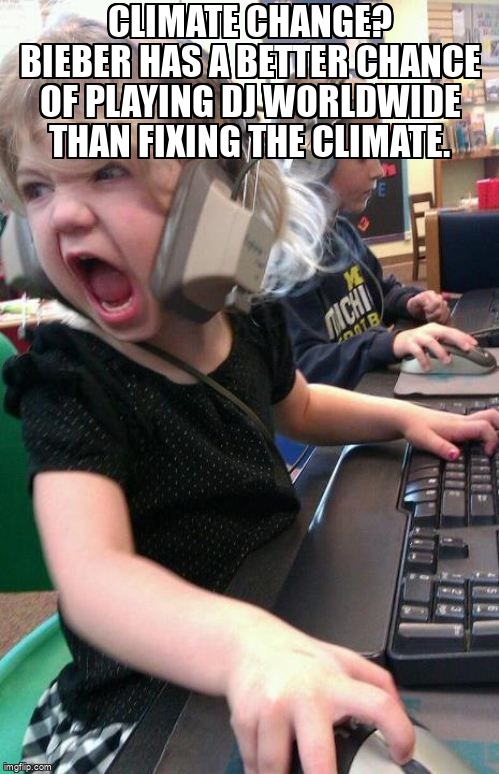 CLIMATE CHANGE?
BIEBER HAS A BETTER CHANCE
OF PLAYING DJ WORLDWIDE
THAN FIXING THE CLIMATE.
M
imgflip.com